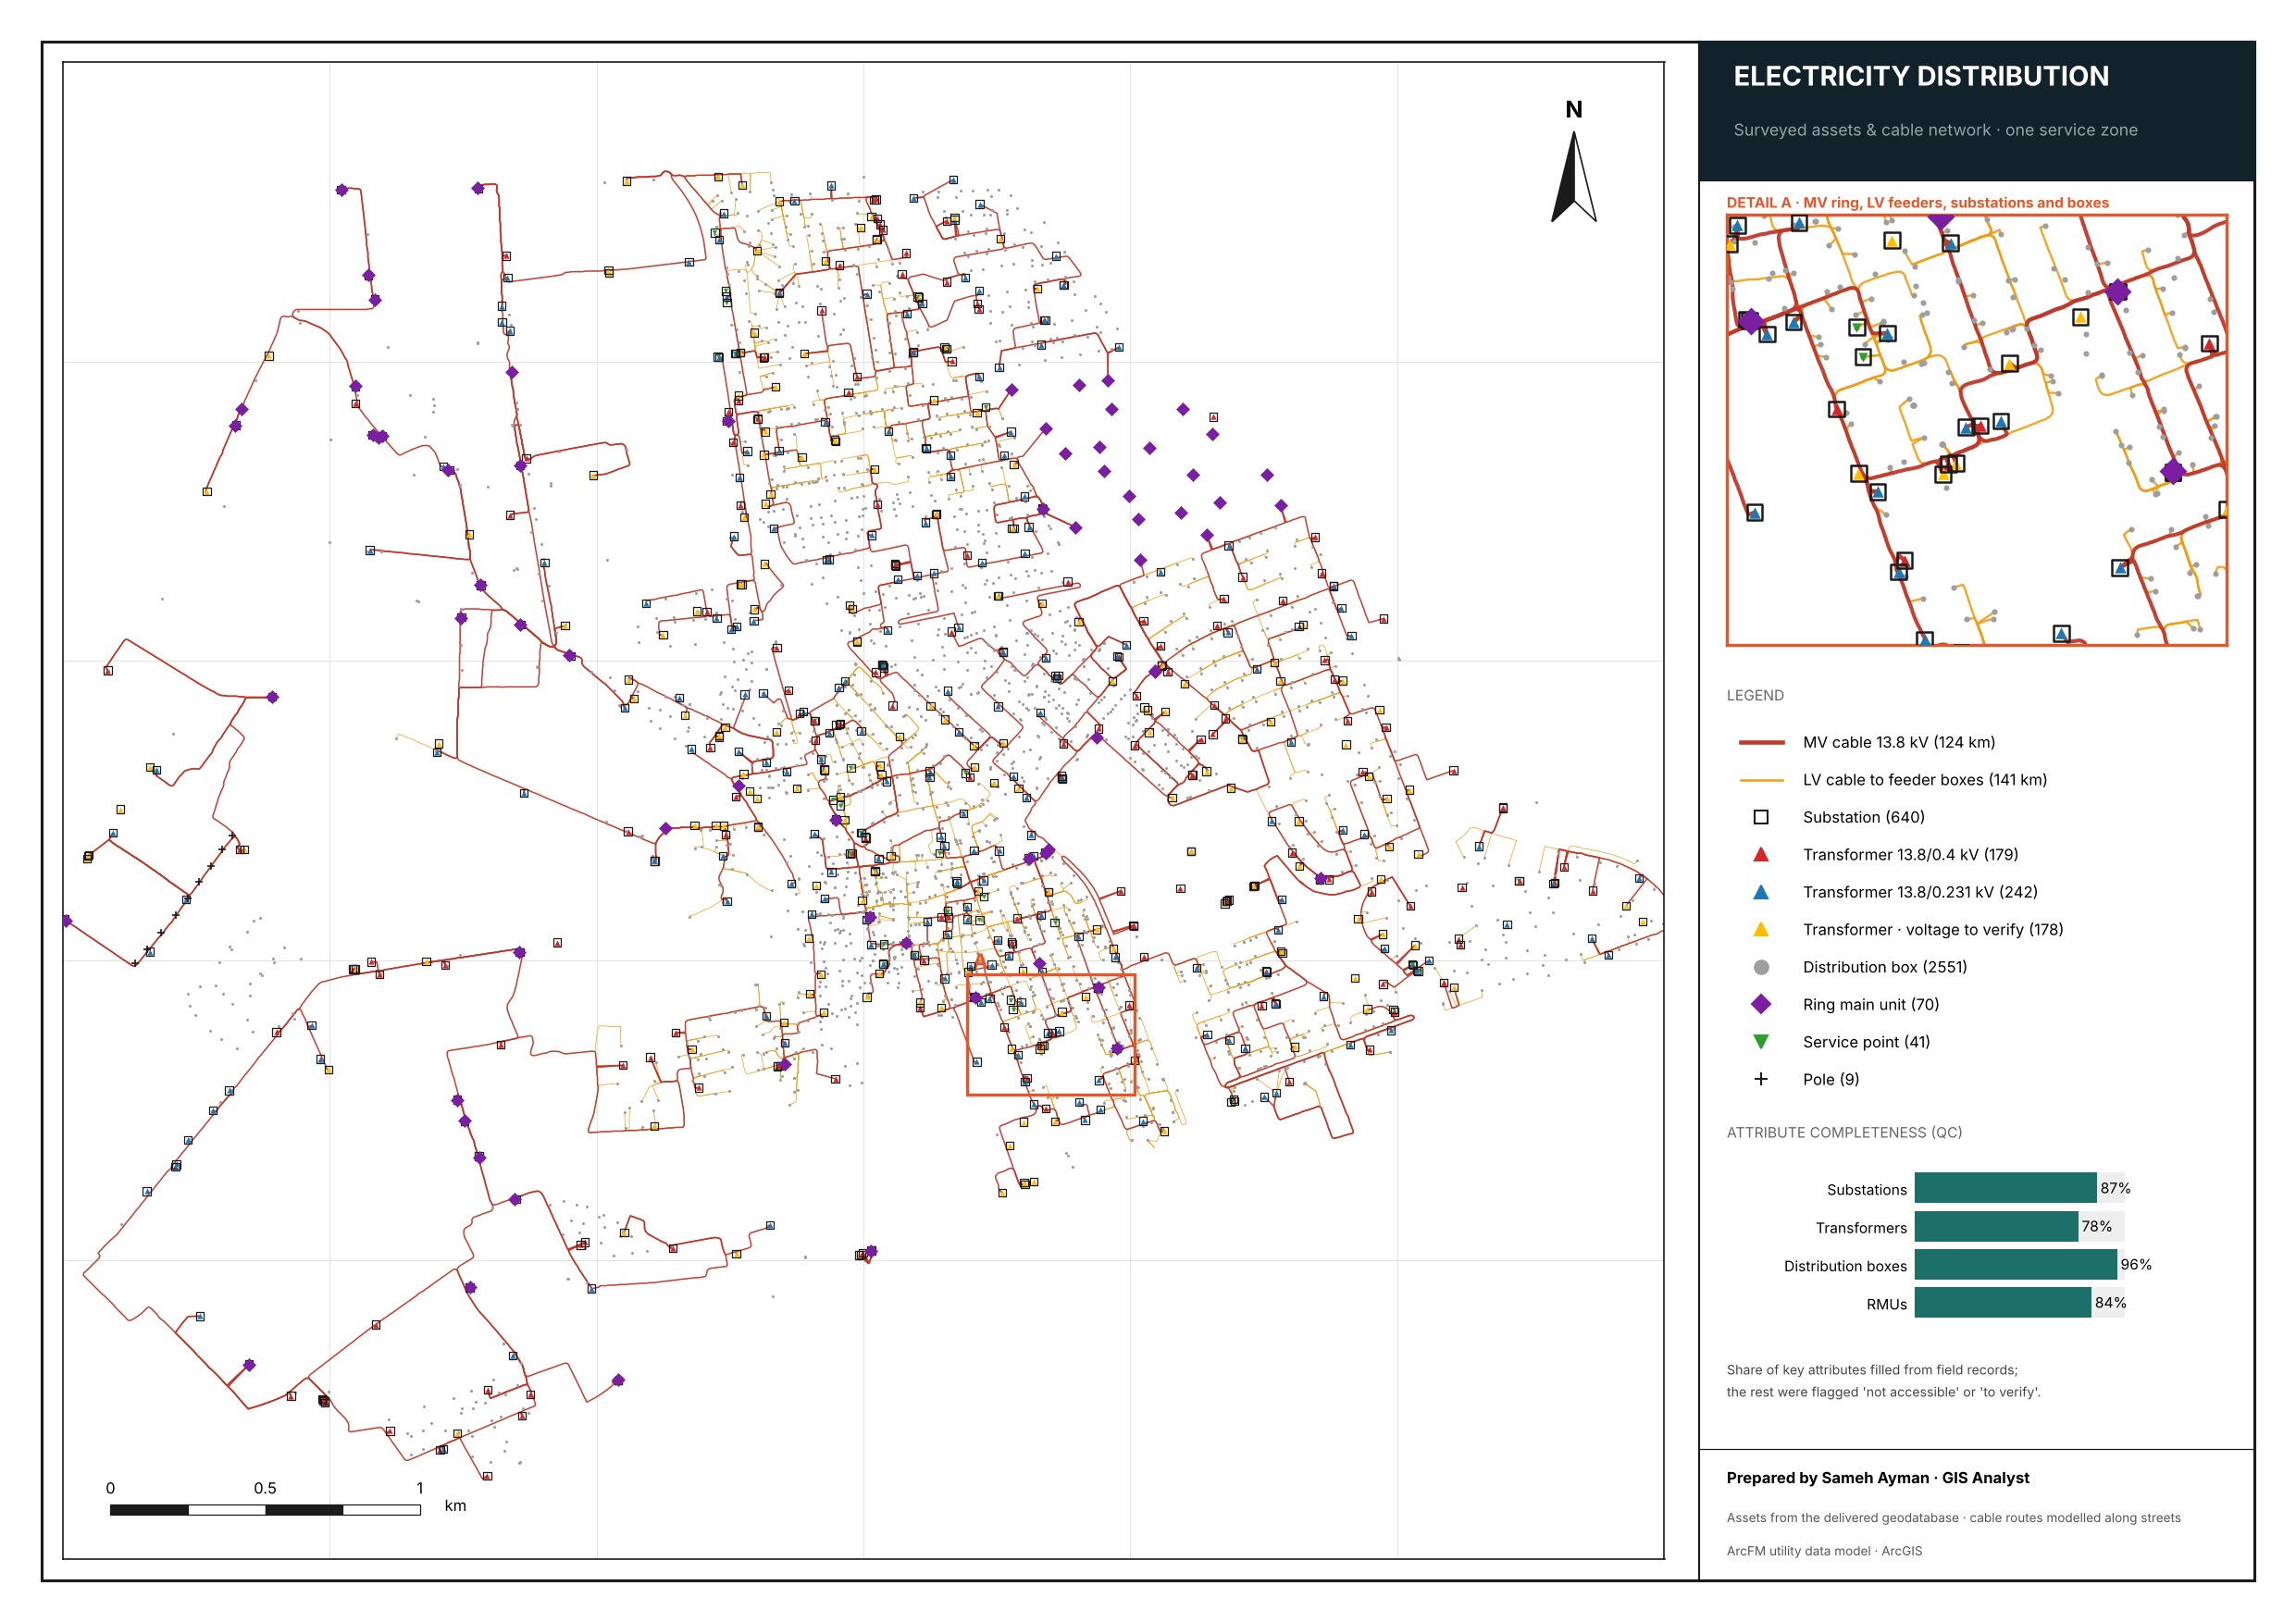 ELECTRICITY DISTRIBUTION
Surveyed assets & cable network · one service zone
N
DETAIL A · MV ring, LV feeders, substations and boxes
A
LEGEND
MV cable 13.8 kV (124 km)
LV cable to feeder boxes (141 km)
Substation (640)
Transformer 13.8/0.4 kV (179)
Transformer 13.8/0.231 kV (242)
Transformer · voltage to verify (178)
Distribution box (2551)
Ring main unit (70)
Service point (41)
Pole (9)
ATTRIBUTE COMPLETENESS (QC)
Substations 87%
Transformers 78%
Distribution boxes 96%
RMUs 84%
Share of key attributes filled from field records;
the rest were flagged 'not accessible' or 'to verify'.
0 0.5 1
km
Prepared by Sameh Ayman · GIS Analyst
Assets from the delivered geodatabase · cable routes modelled along streets
ArcFM utility data model · ArcGIS